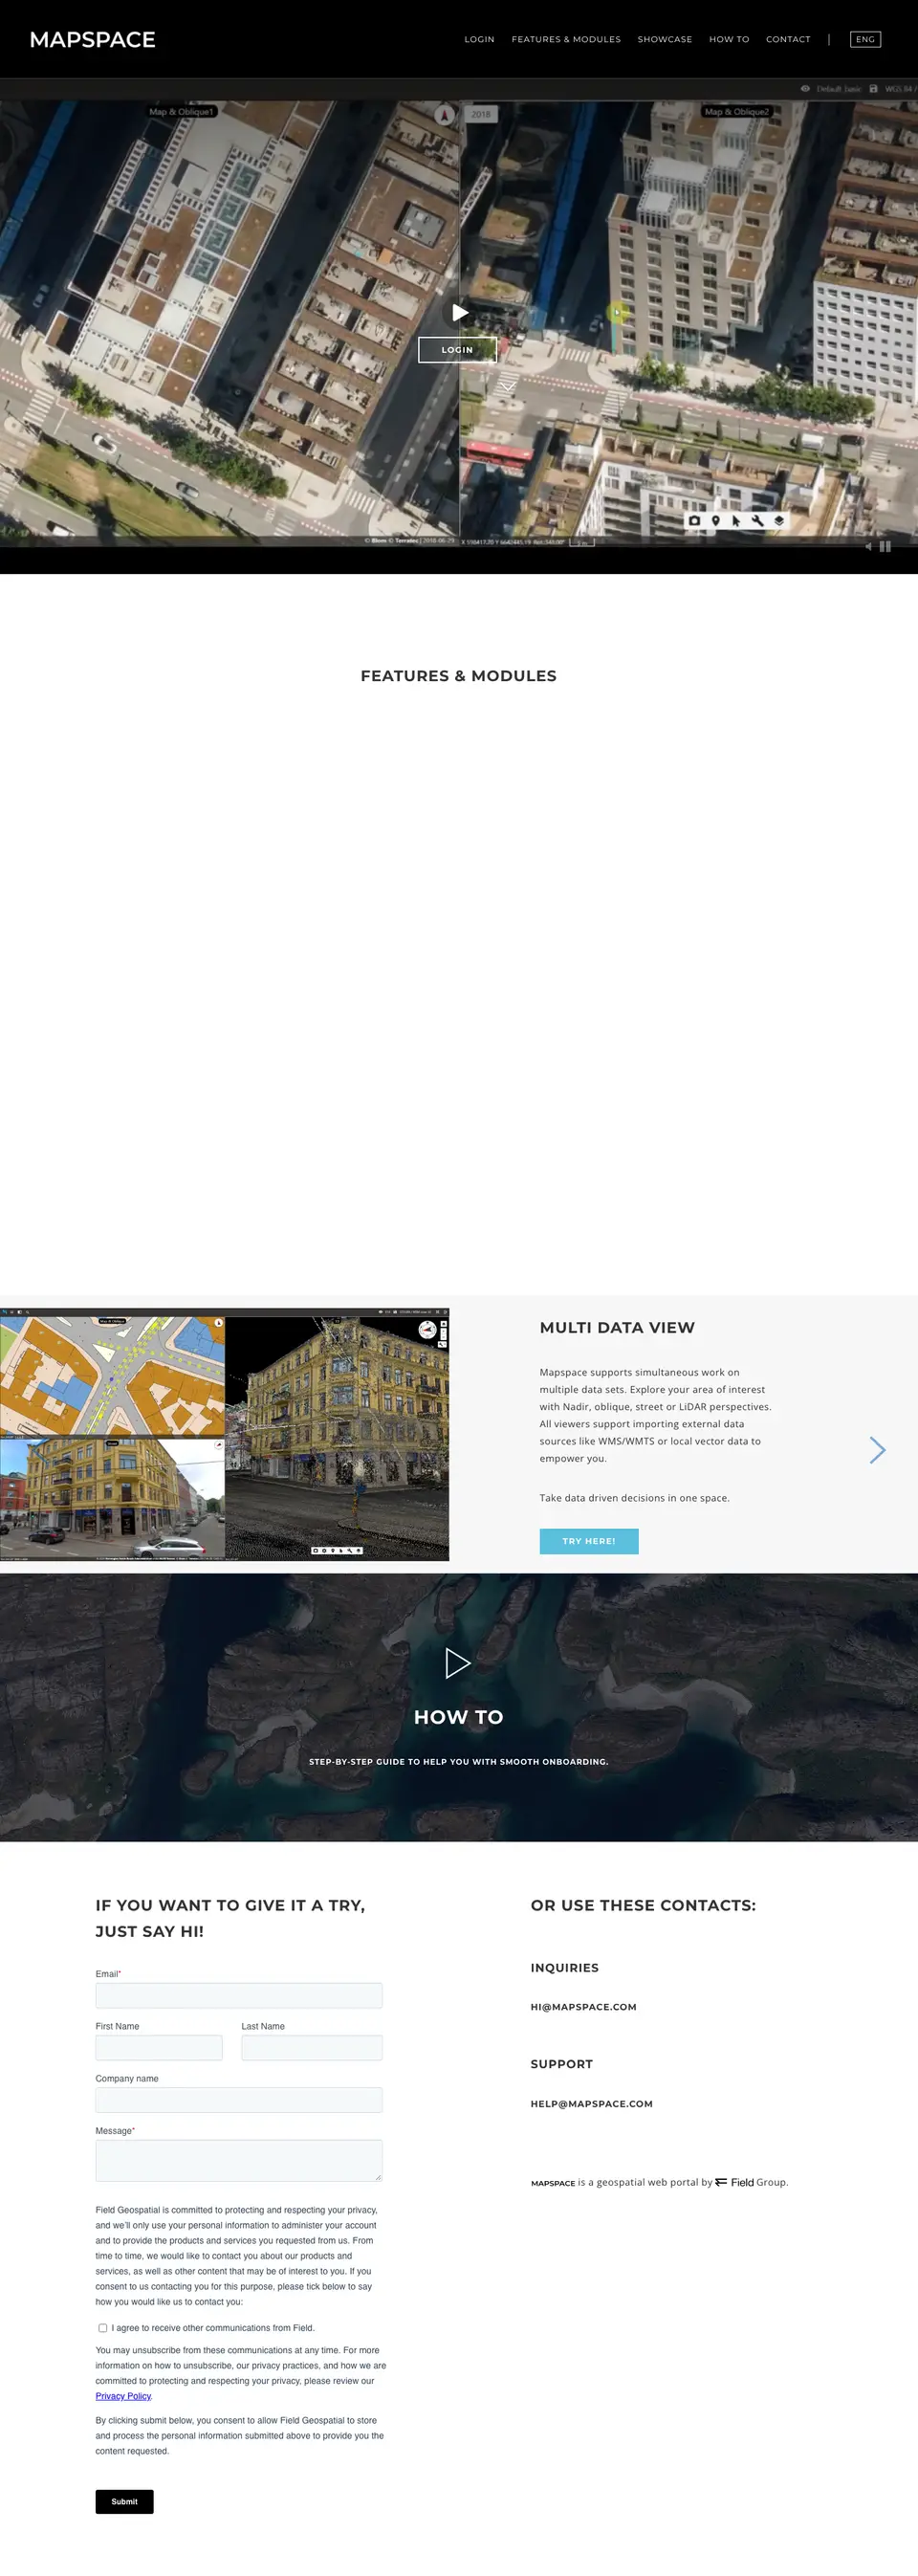 MAPSPACE
LOGIN FEATURES & MODULES SHOWCASE HOW TO CONTACT | ENG
Default_basic WGS 84 /
Map & Oblique1 2018 Map & Oblique2
LOGIN
© Blom © Terratec | 2018-06-29
FEATURES & MODULES
MULTI DATA VIEW
Mapspace supports simultaneous work on
multiple data sets. Explore your area of interest
with Nadir, oblique, street or LiDAR perspectives.
All viewers support importing external data
sources like WMS/WMTS or local vector data to
empower you.
Take data driven decisions in one space.
TRY HERE!
HOW TO
STEP-BY-STEP GUIDE TO HELP YOU WITH SMOOTH ONBOARDING.
IF YOU WANT TO GIVE IT A TRY,
JUST SAY HI!
Email*
First Name Last Name
Company name
Message*
Field Geospatial is committed to protecting and respecting your privacy,
and we'll only use your personal information to administer your account
and to provide the products and services you requested from us. From
time to time, we would like to contact you about our products and
services, as well as other content that may be of interest to you. If you
consent to us contacting you for this purpose, please tick below to say
how you would like us to contact you:
I agree to receive other communications from Field.
You may unsubscribe from these communications at any time. For more
information on how to unsubscribe, our privacy practices, and how we are
committed to protecting and respecting your privacy, please review our
Privacy Policy.
By clicking submit below, you consent to allow Field Geospatial to store
and process the personal information submitted above to provide you the
content requested.
Submit
OR USE THESE CONTACTS:
INQUIRIES
HI@MAPSPACE.COM
SUPPORT
HELP@MAPSPACE.COM
MAPSPACE is a geospatial web portal by Field Group.